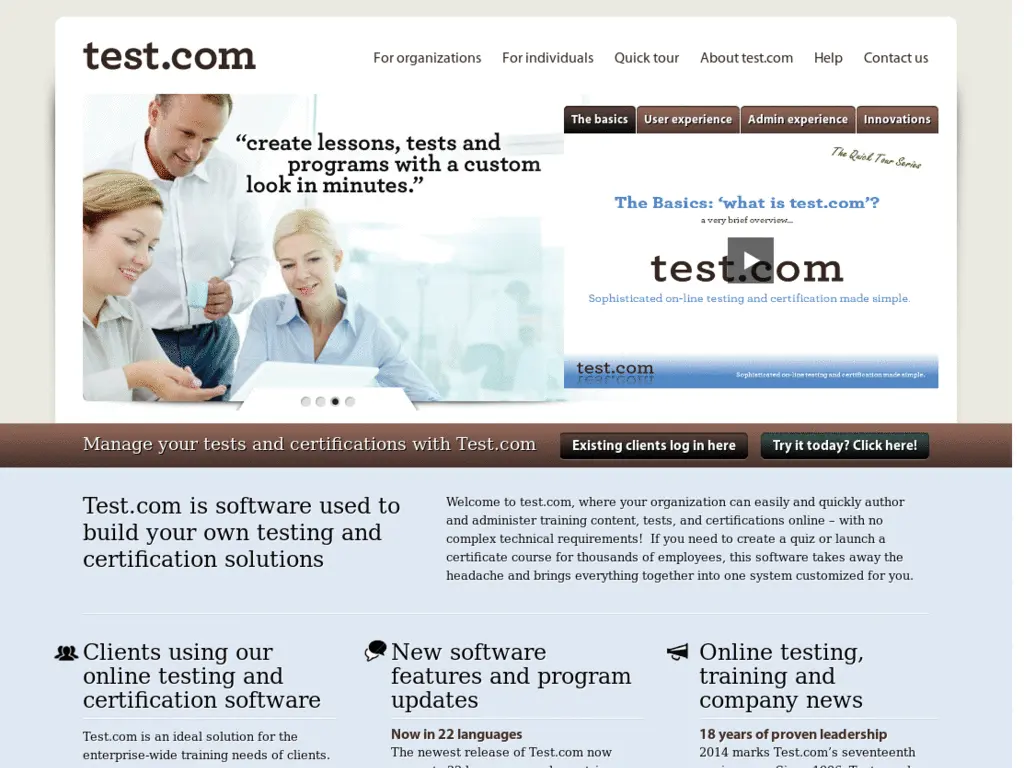 test.com
For organizations
For individuals
Quick tour
About test.com
Help
Contact us
“create lessons, tests and
programs with a custom
look in minutes.”
The basics
User experience
Admin experience
Innovations
The Quick Tour Series
The Basics: ‘what is test.com’?
a very brief overview...
test.com
Sophisticated on-line testing and certification made simple.
test.com
Sophisticated on-line testing and certification made simple.
Manage your tests and certifications with Test.com
Existing clients log in here
Try it today? Click here!
Test.com is software used to
build your own testing and
certification solutions
Welcome to test.com, where your organization can easily and quickly author
and administer training content, tests, and certifications online – with no
complex technical requirements!  If you need to create a quiz or launch a
certificate course for thousands of employees, this software takes away the
headache and brings everything together into one system customized for you.
Clients using our
online testing and
certification software
Test.com is an ideal solution for the
enterprise-wide training needs of clients.
New software
features and program
updates
Now in 22 languages
The newest release of Test.com now
Online testing,
training and
company news
18 years of proven leadership
2014 marks Test.com’s seventeenth